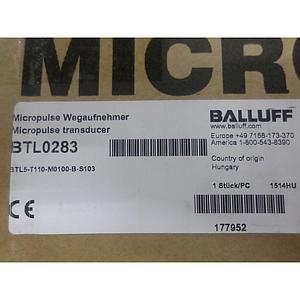 MICRO
Micropulse Wegaufnehmer
Micropulse transducer
BTL0283
BTL5-T110-M0100-B-S103
CE
BALLUFF
www.balluff.com
Europe +49 7158-173-370
America 1-800-543-8390
Country of origin
Hungary
1 Stück/PC 1514HU
177952